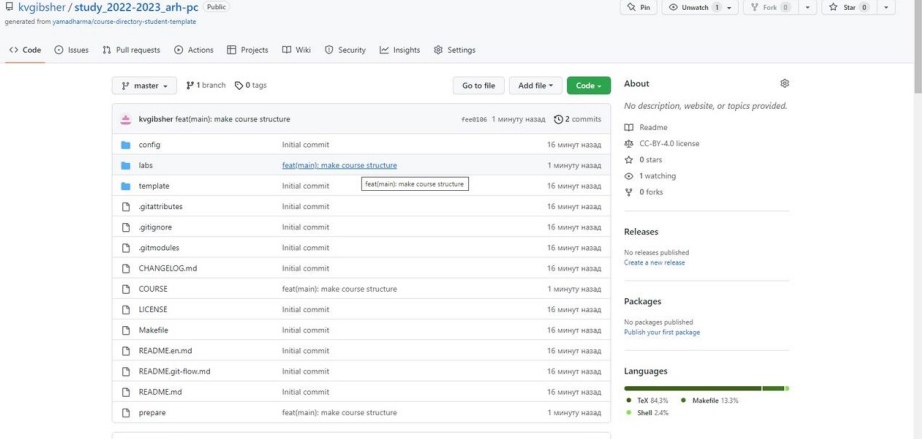 kvgibsher / study_2022-2023_arh-pc Public
generated from yamadharma/course-directory-student-template
Pin Unwatch 1 Fork 0 Star 0
Code Issues Pull requests Actions Projects Wiki Security Insights Settings
master 1 branch 0 tags Go to file Add file Code
kvgibsher feat(main): make course structure fee0106 1 минуту назад 2 commits
config Initial commit 16 минут назад
labs feat(main): make course structure 1 минуту назад
feat(main): make course structure
template Initial commit 16 минут назад
.gitattributes Initial commit 16 минут назад
.gitignore Initial commit 16 минут назад
.gitmodules Initial commit 16 минут назад
CHANGELOG.md Initial commit 16 минут назад
COURSE feat(main): make course structure 1 минуту назад
LICENSE Initial commit 16 минут назад
Makefile Initial commit 16 минут назад
README.en.md Initial commit 16 минут назад
README.git-flow.md Initial commit 16 минут назад
README.md Initial commit 16 минут назад
prepare feat(main): make course structure 1 минуту назад
About
No description, website, or topics provided.
Readme
CC-BY-4.0 license
0 stars
1 watching
0 forks
Releases
No releases published
Create a new release
Packages
No packages published
Publish your first package
Languages
TeX 84.3% Makefile 13.3%
Shell 2.4%